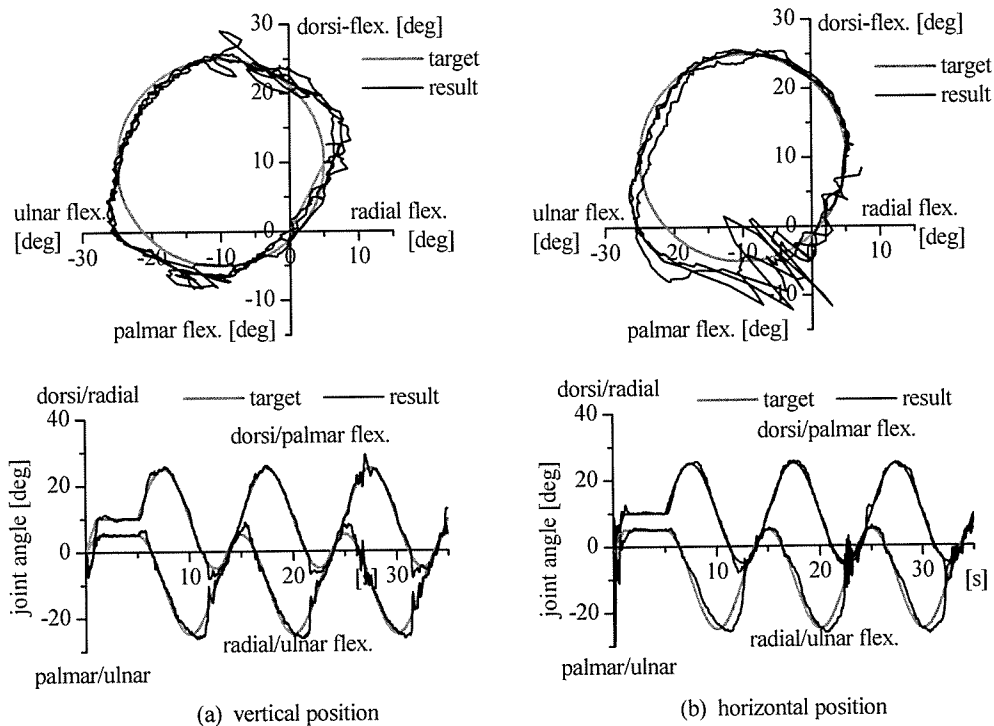 30
dorsi-flex. [deg]
target
result
20
10
ulnar flex.
[deg]
0
radial flex.
[deg]
-30
-20
-10
0
10
-10
palmar flex. [deg]
30
dorsi-flex. [deg]
target
result
20
10
ulnar flex.
[deg]
0
radial flex.
[deg]
-30
-20
-10
0
10
-10
palmar flex. [deg]
dorsi/radial
target
result
40
dorsi/palmar flex.
20
joint angle [deg]
0
10
20
30
-20
radial/ulnar flex.
palmar/ulnar
(a) vertical position
dorsi/radial
target
result
40
dorsi/palmar flex.
20
joint angle [deg]
0
10
20
30
[s]
-20
radial/ulnar flex.
palmar/ulnar
(b) horizontal position